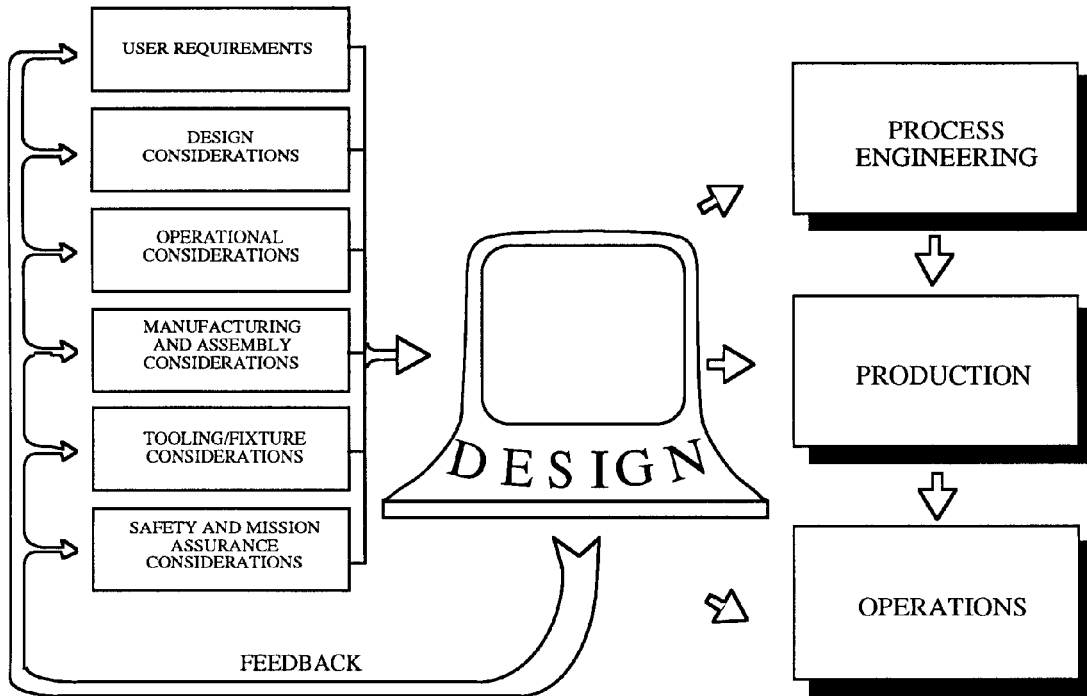 USER REQUIREMENTS
DESIGN
CONSIDERATIONS
OPERATIONAL
CONSIDERATIONS
MANUFACTURING
AND ASSEMBLY
CONSIDERATIONS
TOOLING/FIXTURE
CONSIDERATIONS
SAFETY AND MISSION
ASSURANCE
CONSIDERATIONS
FEEDBACK
DESIGN
PROCESS
ENGINEERING
PRODUCTION
OPERATIONS